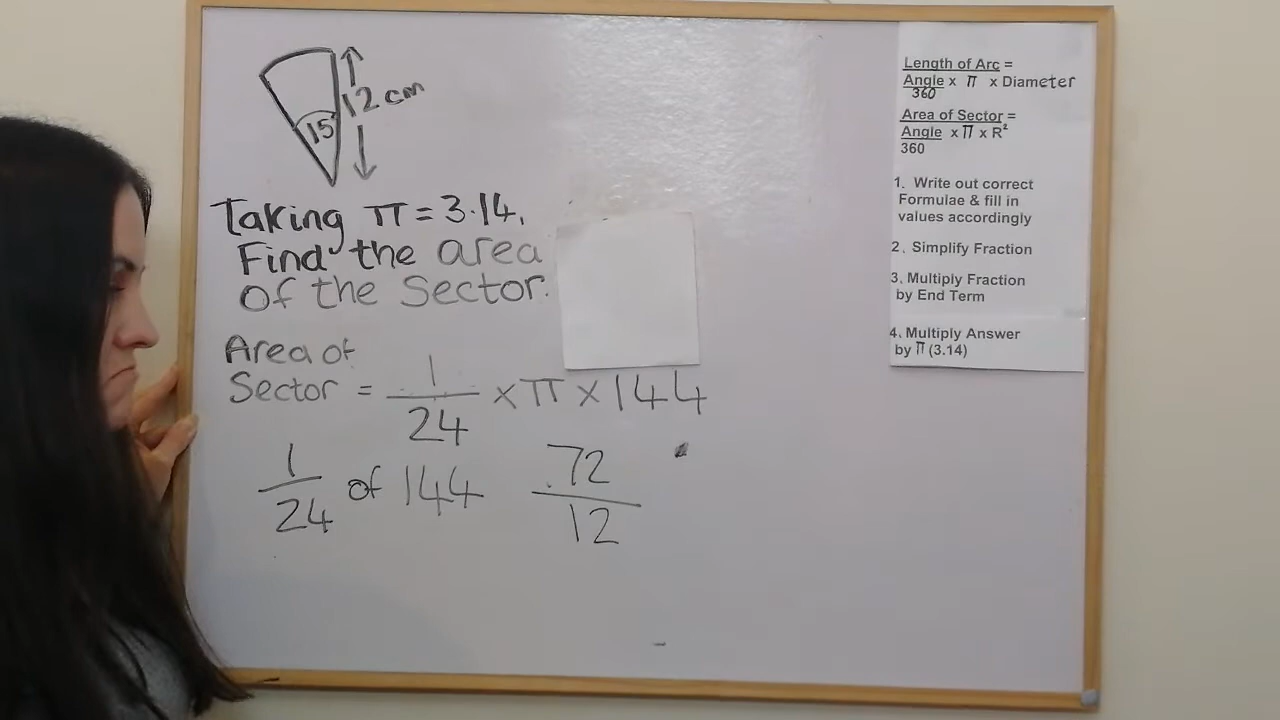 12 cm
15
Taking π = 3.14,
Find the area
of the Sector.
Area of
Sector = 1/24 × π × 144
1/24 of 144 72/12
Length of Arc =
Angle x π x Diameter
360
Area of Sector =
Angle x π x R²
360
1. Write out correct
Formulae & fill in
values accordingly
2. Simplify Fraction
3. Multiply Fraction
by End Term
4. Multiply Answer
by π (3.14)